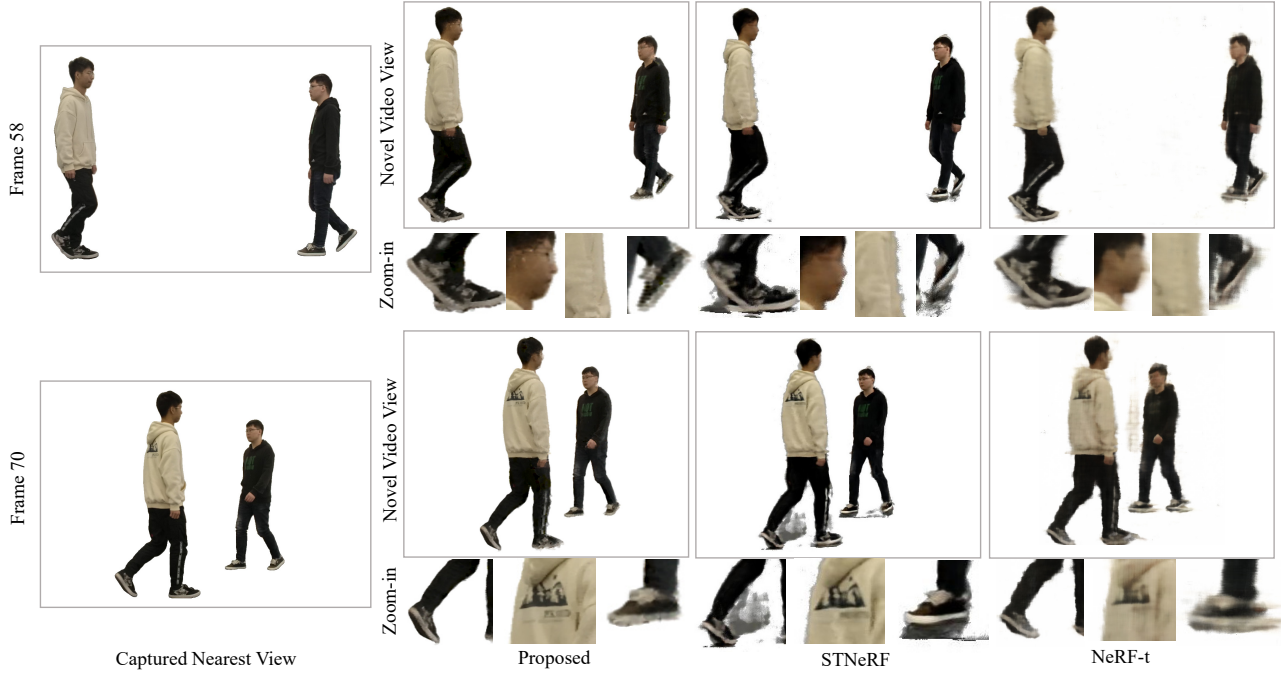 Frame 58
Novel Video View
Zoom-in
Frame 70
Novel Video View
Zoom-in
Captured Nearest View
Proposed
STNeRF
NeRF-t